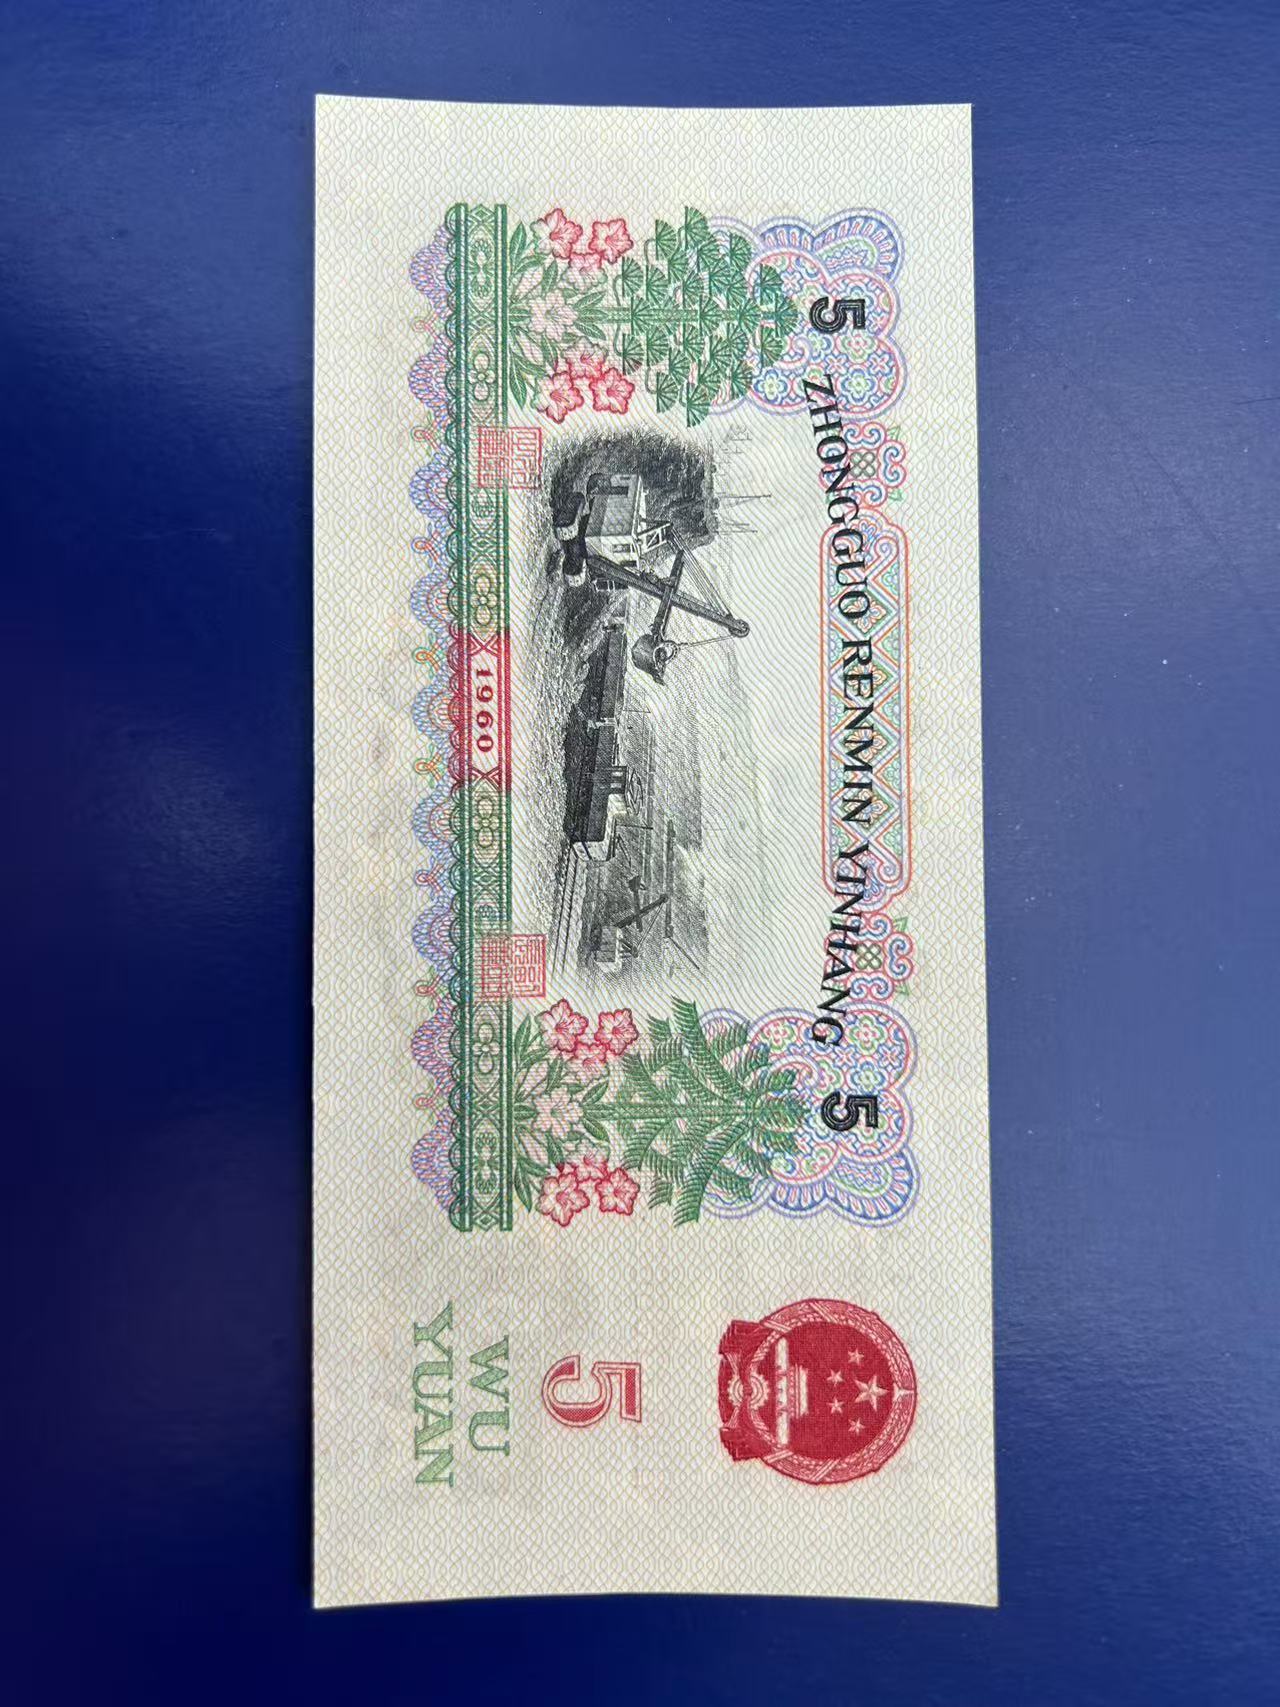 5 ZHONGGUO RENMIN YINHANG 5
1960
5
WU
YUAN